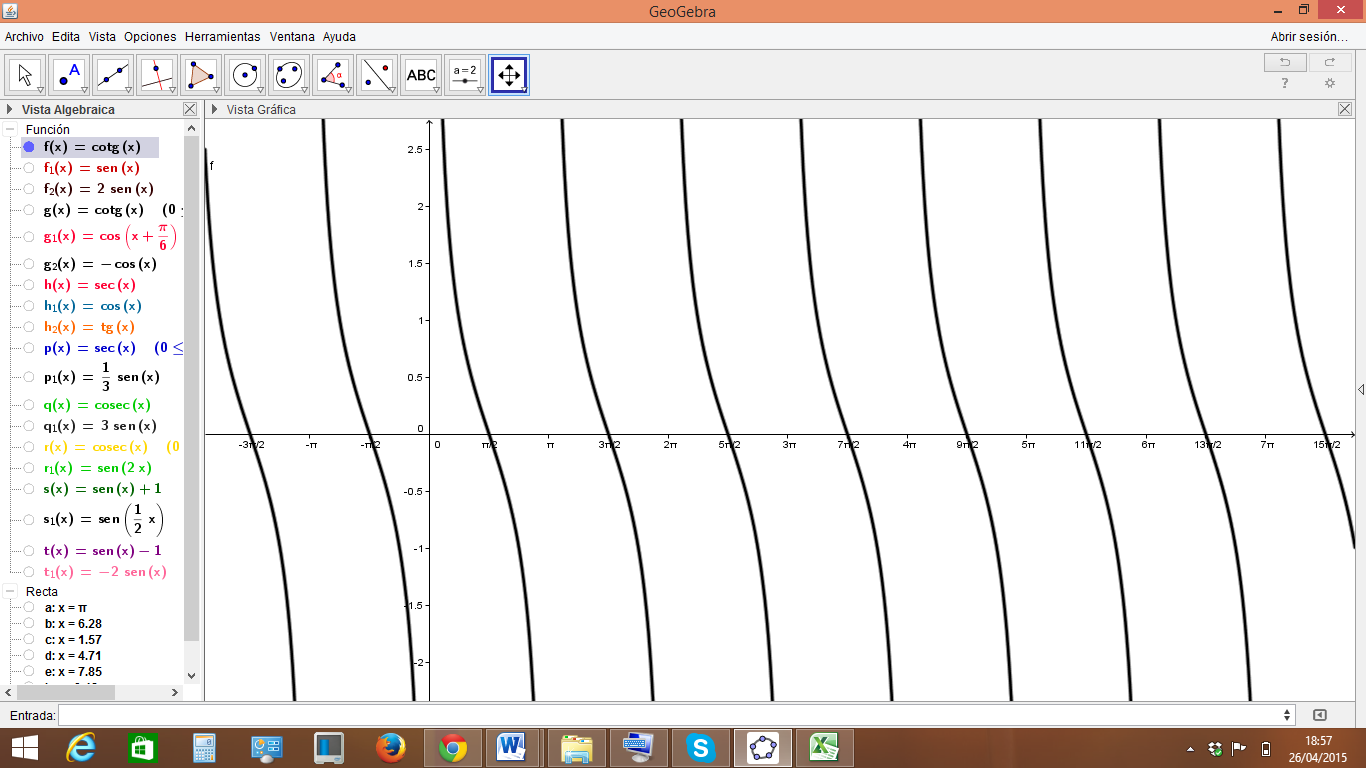 GeoGebra
Archivo Edita Vista Opciones Herramientas Ventana Ayuda Abrir sesión...
A α ABC a=2 ?
Vista Algebraica Vista Gráfica
Función
f(x) = cotg (x)
f₁(x) = sen (x)
f₂(x) = 2 sen (x)
g(x) = cotg (x) (0
g₁(x) = cos (x + π/6)
g₂(x) = − cos (x)
h(x) = sec (x)
h₁(x) = cos (x)
h₂(x) = tg (x)
p(x) = sec (x) (0 ≤
p₁(x) = 1/3 sen (x)
q(x) = cosec (x)
q₁(x) = 3 sen (x)
r(x) = cosec (x) (0
r₁(x) = sen (2 x)
s(x) = sen (x) + 1
s₁(x) = sen (1/2 x)
t(x) = sen (x) − 1
t₁(x) = −2 sen (x)
Recta
a: x = π
b: x = 6.28
c: x = 1.57
d: x = 4.71
e: x = 7.85
f
2.5
2
1.5
1
0.5
0
-3π/2 -π -π/2 0 π/2 π 3π/2 2π 5π/2 3π 7π/2 4π 9π/2 5π 11π/2 6π 13π/2 7π 15π/2
-0.5
-1
-1.5
-2
Entrada:
18:57
26/04/2015